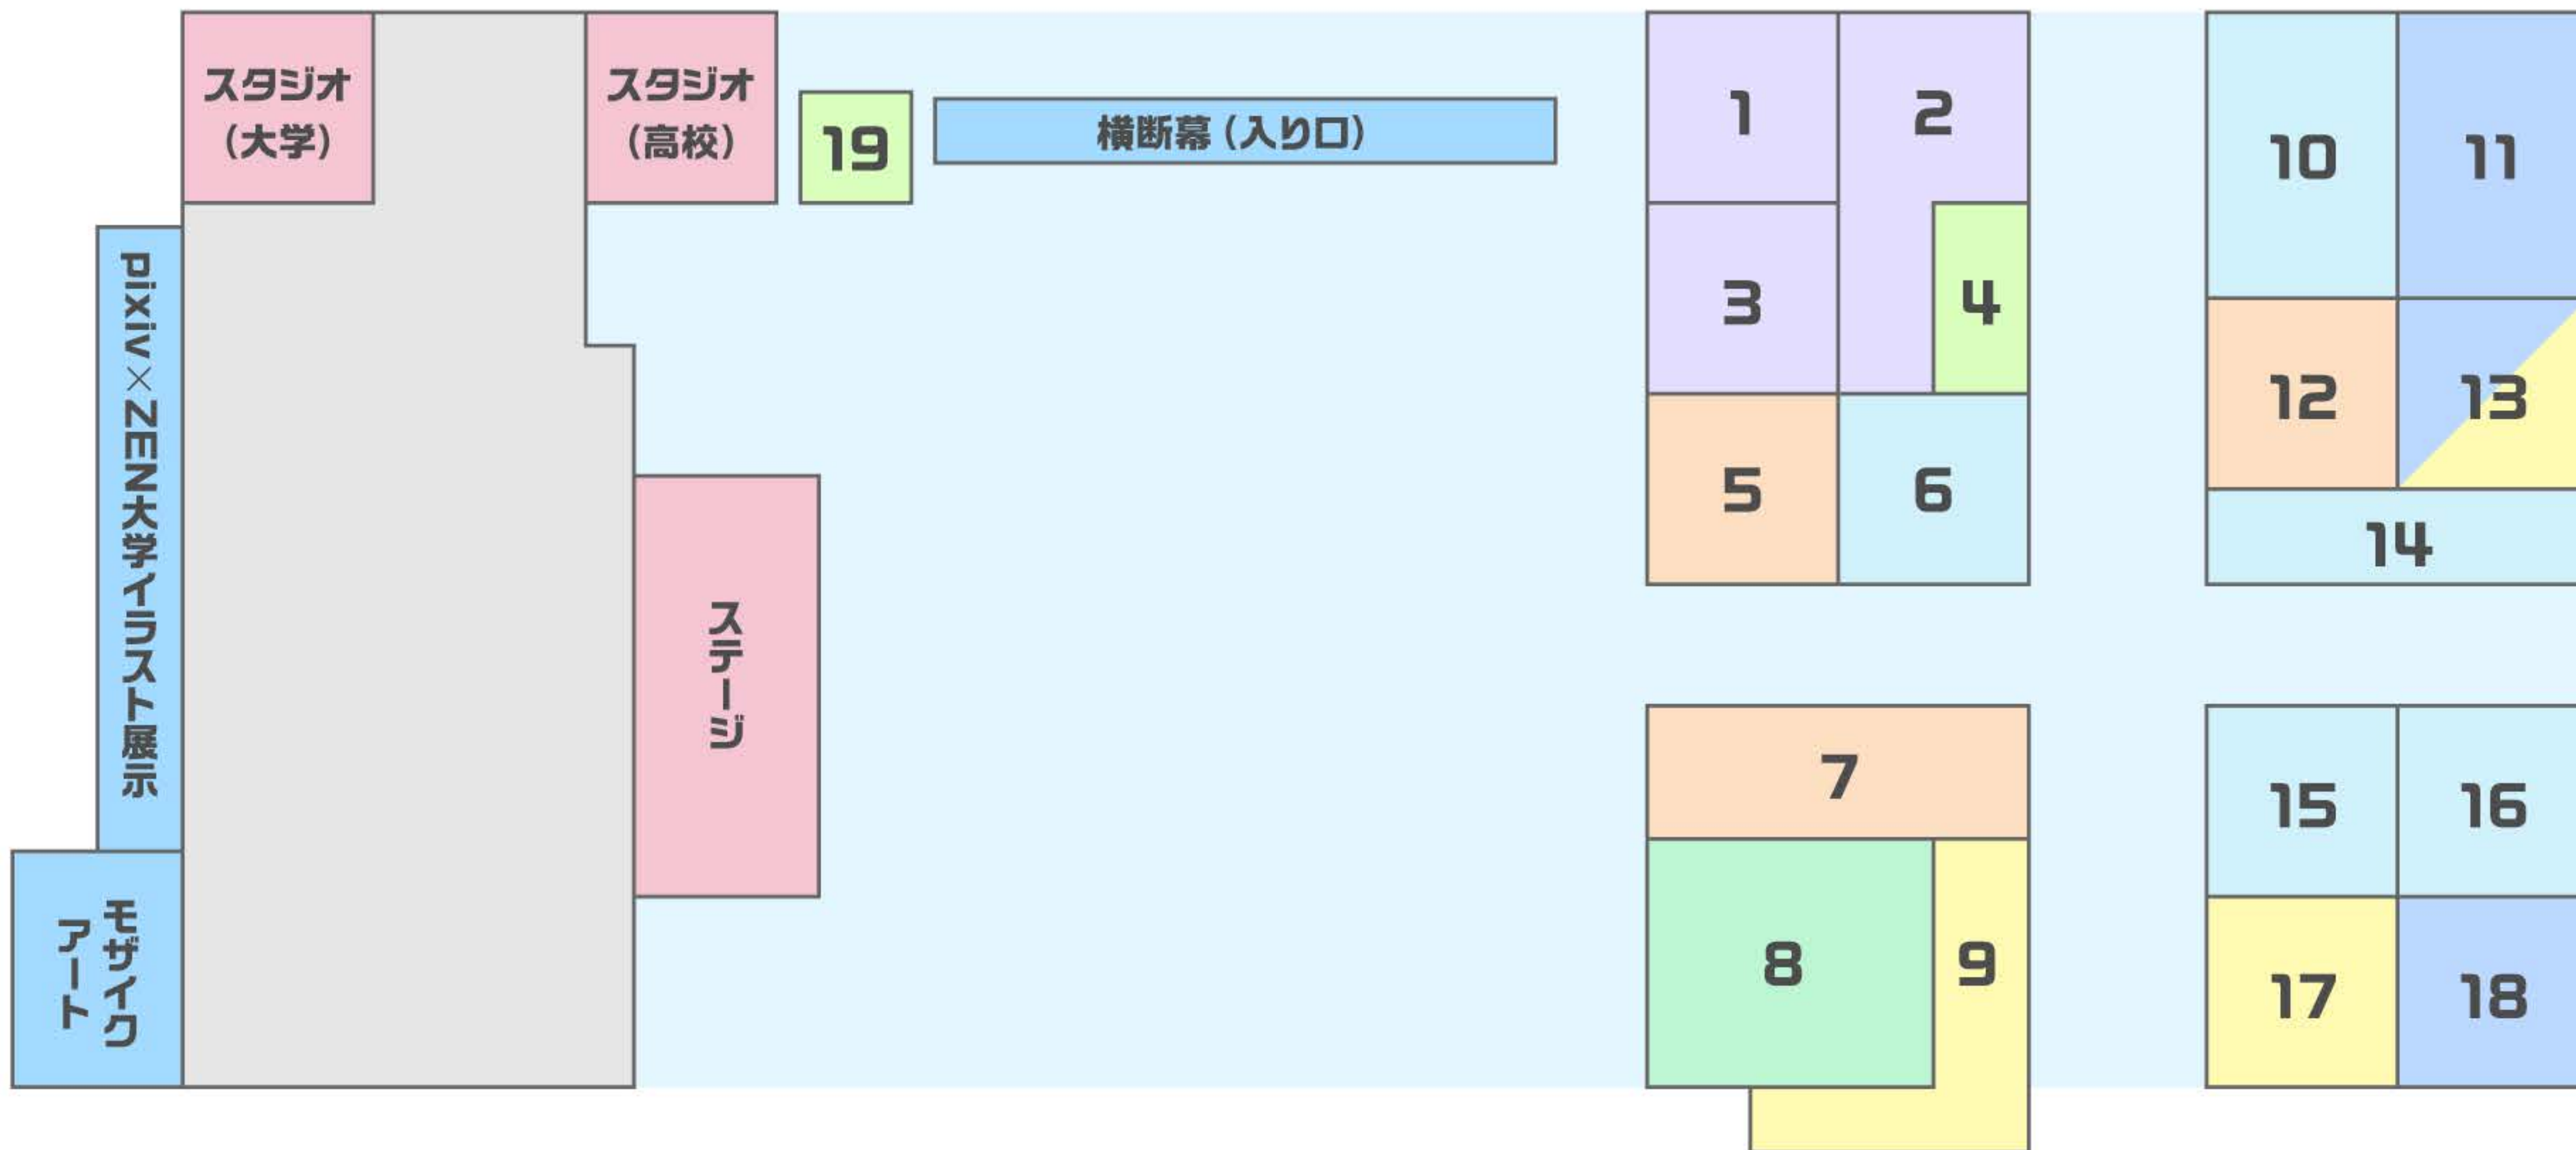 スタジオ
(大学)
スタジオ
(高校)
19
横断幕(入り口)
1
2
10
11
pixiv×ZEN大学イラスト展示
3
4
12
13
5
6
14
ステージ
7
15
16
モザイク
アート
8
9
17
18